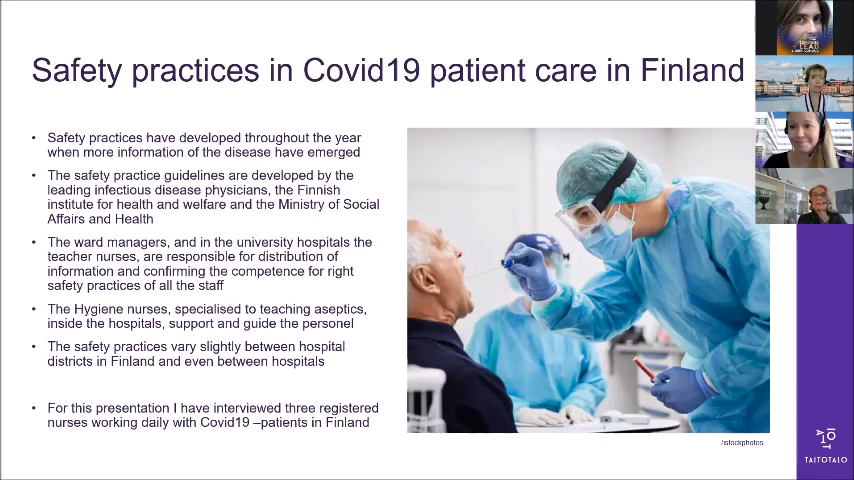 Safety practices in Covid19 patient care in Finland
• Safety practices have developed throughout the year
when more information of the disease have emerged
• The safety practice guidelines are developed by the
leading infectious disease physicians, the Finnish
institute for health and welfare and the Ministry of Social
Affairs and Health
• The ward managers, and in the university hospitals the
teacher nurses, are responsible for distribution of
information and confirming the competence for right
safety practices of all the staff
• The Hygiene nurses, specialised to teaching aseptics,
inside the hospitals, support and guide the personel
• The safety practices vary slightly between hospital
districts in Finland and even between hospitals
• For this presentation I have interviewed three registered
nurses working daily with Covid19 –patients in Finland
/istockphotos
TAITOTALO